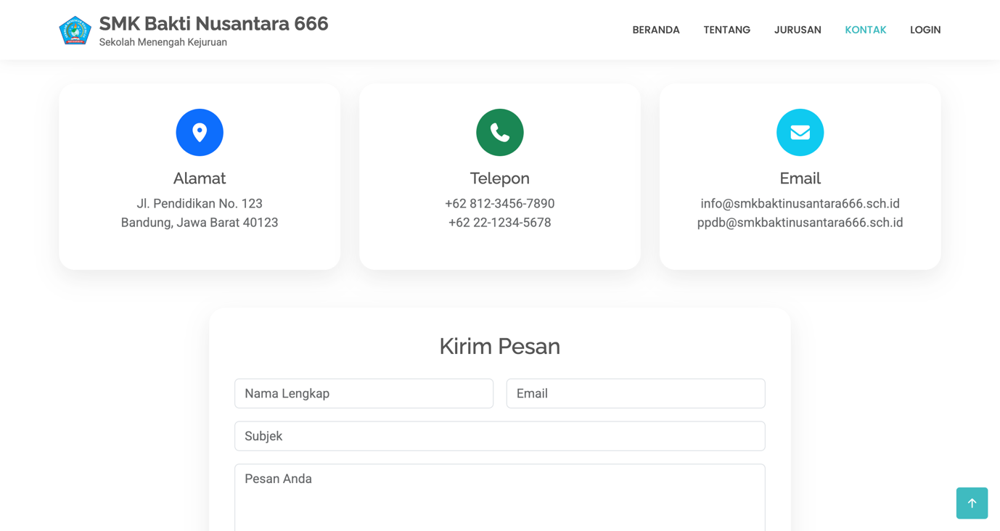 SMK Bakti Nusantara 666
Sekolah Menengah Kejuruan
BERANDA
TENTANG
JURUSAN
KONTAK
LOGIN
Alamat
Jl. Pendidikan No. 123
Bandung, Jawa Barat 40123
Telepon
+62 812-3456-7890
+62 22-1234-5678
Email
info@smkbaktinusantara666.sch.id
ppdb@smkbaktinusantara666.sch.id
Kirim Pesan
Nama Lengkap
Email
Subjek
Pesan Anda